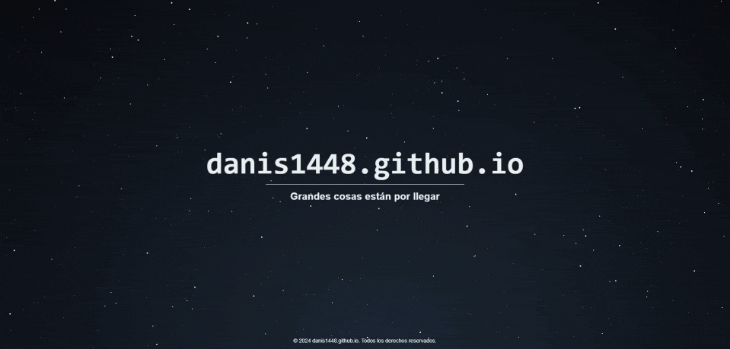 danis1448.github.io
Grandes cosas están por llegar
© 2024 danis1448.github.io. Todos los derechos reservados.